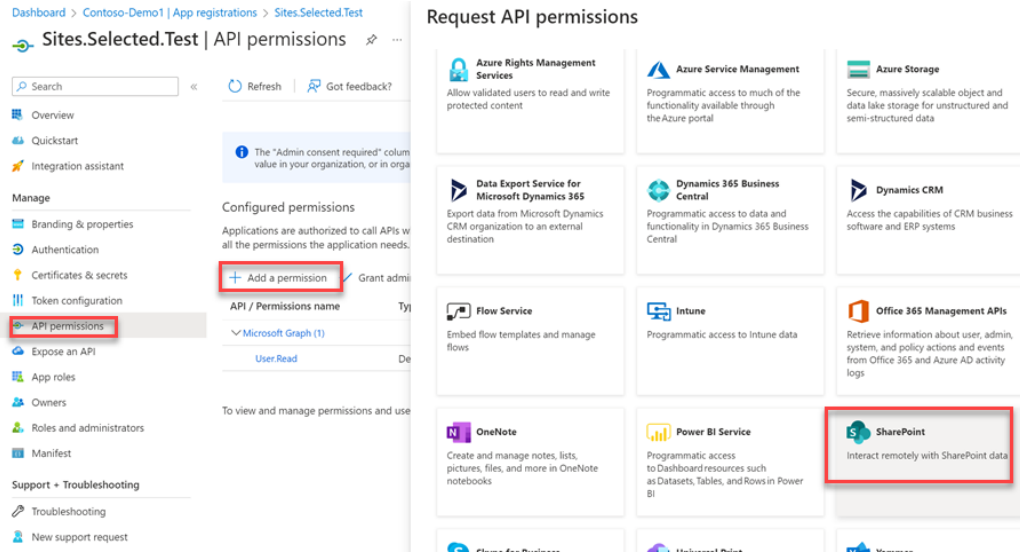 Dashboard > Contoso-Demo1 | App registrations > Sites.Selected.Test
Sites.Selected.Test | API permissions
Search
Refresh
Got feedback?
Overview
Quickstart
Integration assistant
Manage
Branding & properties
Authentication
Certificates & secrets
Token configuration
API permissions
Expose an API
App roles
Owners
Roles and administrators
Manifest
Support + Troubleshooting
Troubleshooting
New support request
The "Admin consent required" colum
value in your organization, or in orga
Configured permissions
Applications are authorized to call APIs w
all the permissions the application needs.
Add a permission
Grant admi
API / Permissions name
Ty
Microsoft Graph (1)
User.Read
De
To view and manage permissions and use
Request API permissions
Azure Rights Management
Services
Allow validated users to read and write
protected content
Azure Service Management
Programmatic access to much of the
functionality available through
the Azure portal
Azure Storage
Secure, massively scalable object and
data lake storage for unstructured and
semi-structured data
Data Export Service for
Microsoft Dynamics 365
Export data from Microsoft Dynamics
CRM organization to an external
destination
Dynamics 365 Business
Central
Programmatic access to data and
functionality in Dynamics 365 Business
Central
Dynamics CRM
Access the capabilities of CRM business
software and ERP systems
Flow Service
Embed flow templates and manage
flows
Intune
Programmatic access to Intune data
Office 365 Management APIs
Retrieve information about user, admin,
system, and policy actions and events
from Office 365 and Azure AD activity
logs
OneNote
Create and manage notes, lists,
pictures, files, and more in OneNote
notebooks
Power BI Service
Programmatic access
to Dashboard resources such
as Datasets, Tables, and Rows in Power
BI
SharePoint
Interact remotely with SharePoint data
Skype for Business
Universal Print
Yammer